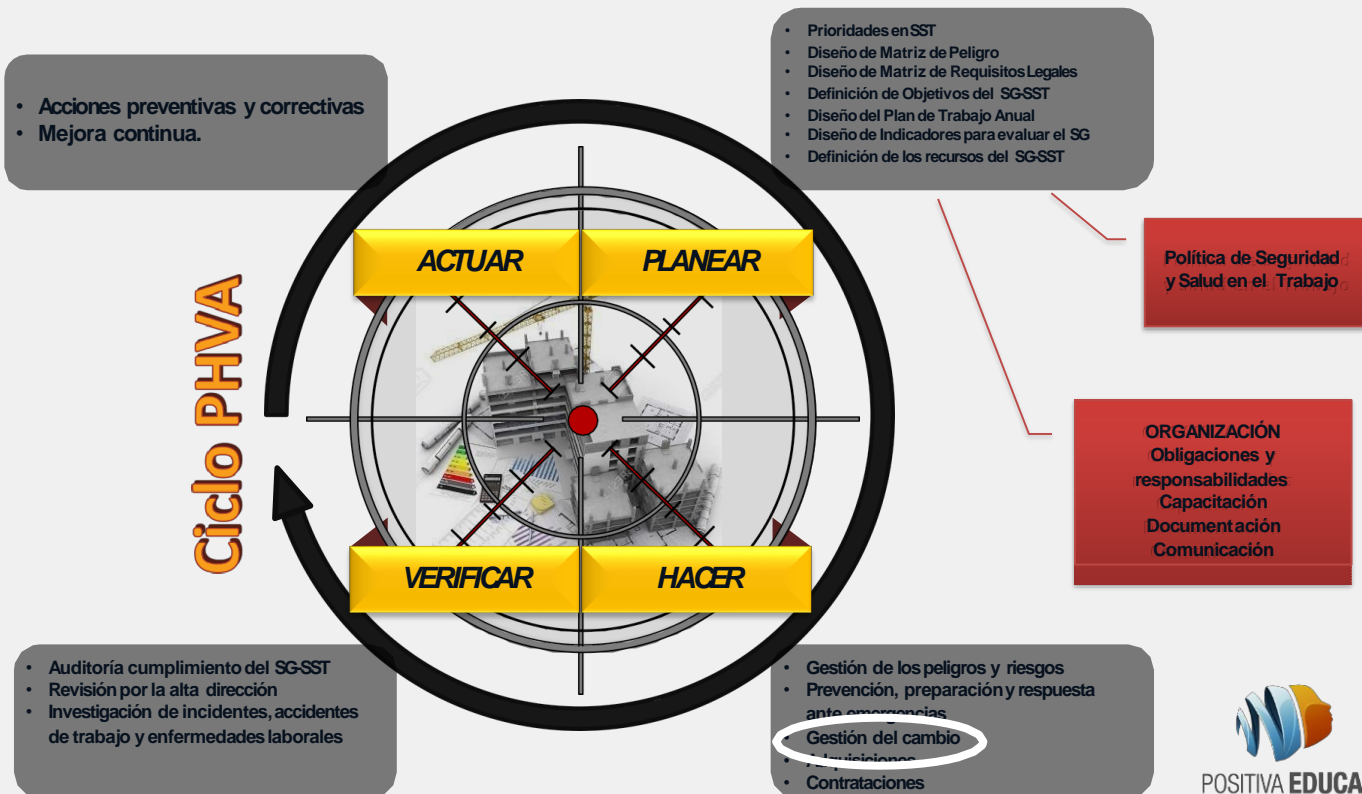 • Acciones preventivas y correctivas
• Mejora continua.
• Prioridades en SST
• Diseño de Matriz de Peligro
• Diseño de Matriz de Requisitos Legales
• Definición de Objetivos del SG-SST
• Diseño del Plan de Trabajo Anual
• Diseño de Indicadores para evaluar el SG
• Definición de los recursos del SG-SST
Política de Seguridad
y Salud en el Trabajo
ACTUAR
PLANEAR
Ciclo PHVA
ORGANIZACIÓN
Obligaciones y
responsabilidades
Capacitación
Documentación
Comunicación
VERIFICAR
HACER
• Auditoría cumplimiento del SG-SST
• Revisión por la alta dirección
• Investigación de incidentes, accidentes
de trabajo y enfermedades laborales
• Gestión de los peligros y riesgos
• Prevención, preparación y respuesta
ante emergencias
• Gestión del cambio
• Adquisiciones
• Contrataciones
POSITIVA EDUCA